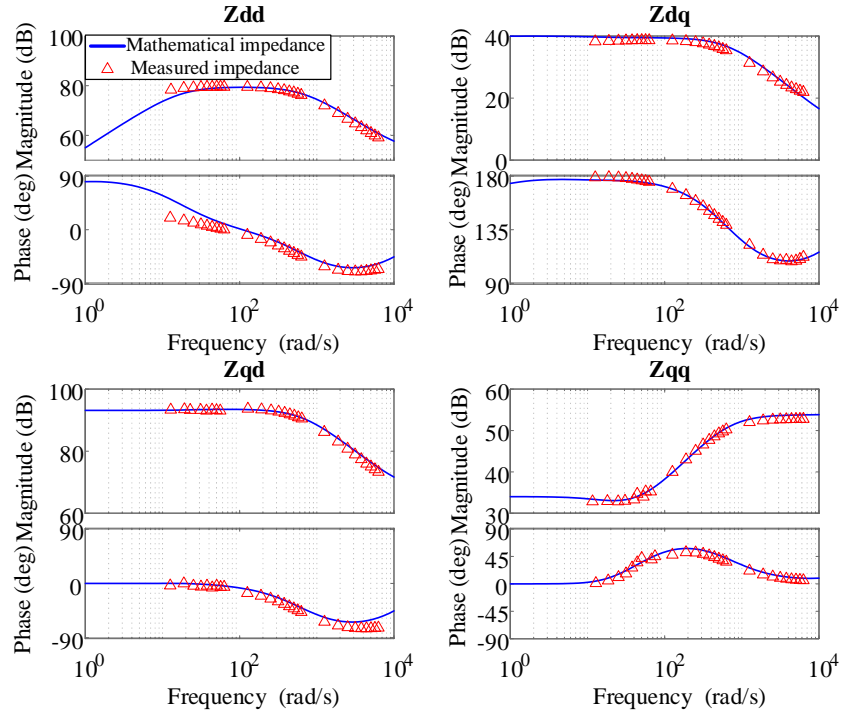 Zdd
Mathematical impedance
Measured impedance
Magnitude (dB)
100
80
60
Phase (deg)
90
0
-90
10^0
10^2
10^4
Frequency (rad/s)
Zdq
Magnitude (dB)
40
20
0
Phase (deg)
180
135
90
10^0
10^2
10^4
Frequency (rad/s)
Zqd
Magnitude (dB)
100
80
60
Phase (deg)
90
0
-90
10^0
10^2
10^4
Frequency (rad/s)
Zqq
Magnitude (dB)
60
50
40
30
Phase (deg)
90
45
0
-45
-90
10^0
10^2
10^4
Frequency (rad/s)